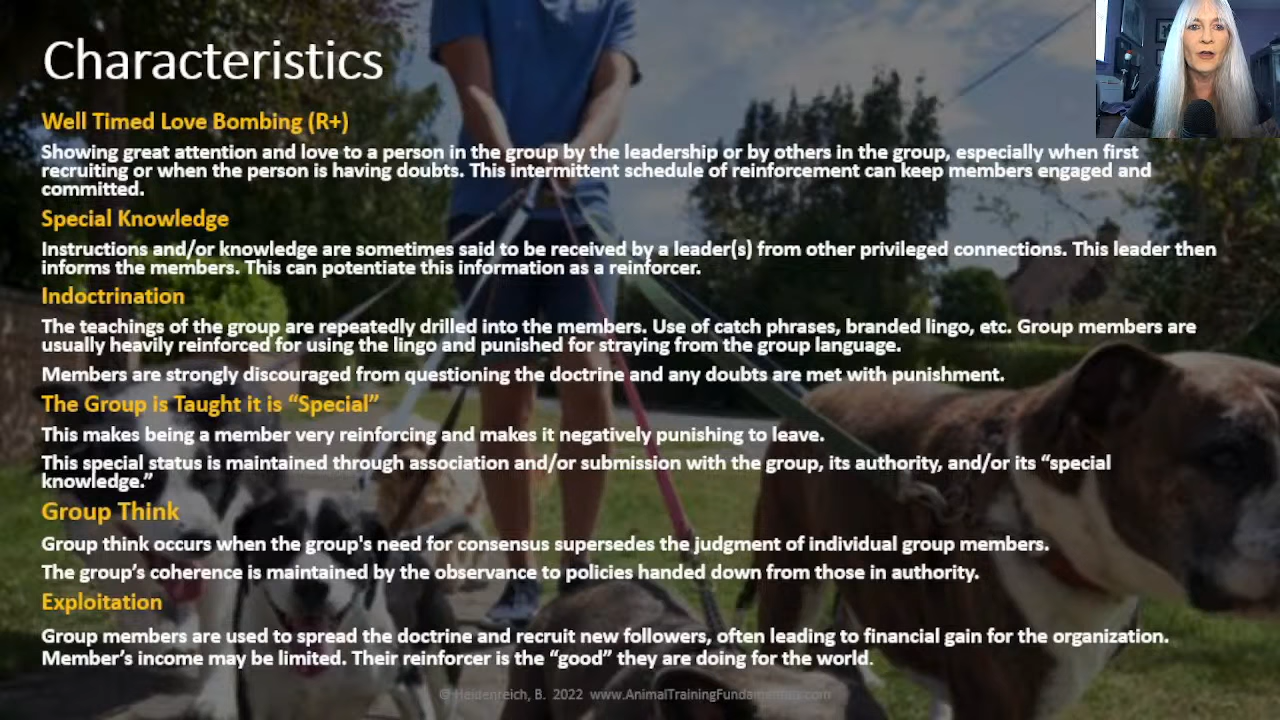 Characteristics
Well Timed Love Bombing (R+)
Showing great attention and love to a person in the group by the leadership or by others in the group, especially when first
recruiting or when the person is having doubts. This intermittent schedule of reinforcement can keep members engaged and
committed.
Special Knowledge
Instructions and/or knowledge are sometimes said to be received by a leader(s) from other privileged connections. This leader then
informs the members. This can potentiate this information as a reinforcer.
Indoctrination
The teachings of the group are repeatedly drilled into the members. Use of catch phrases, branded lingo, etc. Group members are
usually heavily reinforced for using the lingo and punished for straying from the group language.
Members are strongly discouraged from questioning the doctrine and any doubts are met with punishment.
The Group is Taught it is “Special”
This makes being a member very reinforcing and makes it negatively punishing to leave.
This special status is maintained through association and/or submission with the group, its authority, and/or its “special
knowledge.”
Group Think
Group think occurs when the group's need for consensus supersedes the judgment of individual group members.
The group’s coherence is maintained by the observance to policies handed down from those in authority.
Exploitation
Group members are used to spread the doctrine and recruit new followers, often leading to financial gain for the organization.
Member’s income may be limited. Their reinforcer is the “good” they are doing for the world.
© Heidenreich, B. 2022 www.AnimalTrainingFundamentals.com